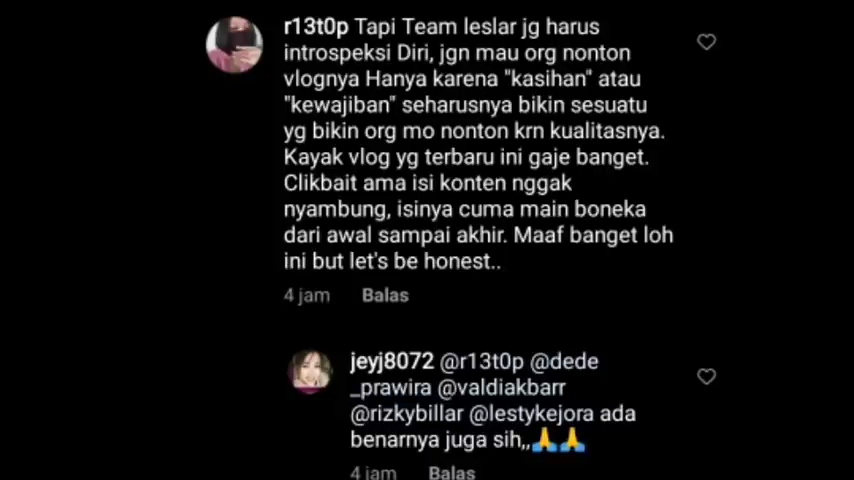 r13t0p Tapi Team leslar jg harus
introspeksi Diri, jgn mau org nonton
vlognya Hanya karena "kasihan" atau
"kewajiban" seharusnya bikin sesuatu
yg bikin org mo nonton krn kualitasnya.
Kayak vlog yg terbaru ini gaje banget.
Clikbait ama isi konten nggak
nyambung, isinya cuma main boneka
dari awal sampai akhir. Maaf banget loh
ini but let's be honest..
4 jam Balas
jeyj8072 @r13t0p @dede
_prawira @valdiakbarr
@rizkybillar @lestykejora ada
benarnya juga sih,,🙏🙏
4 jam Balas